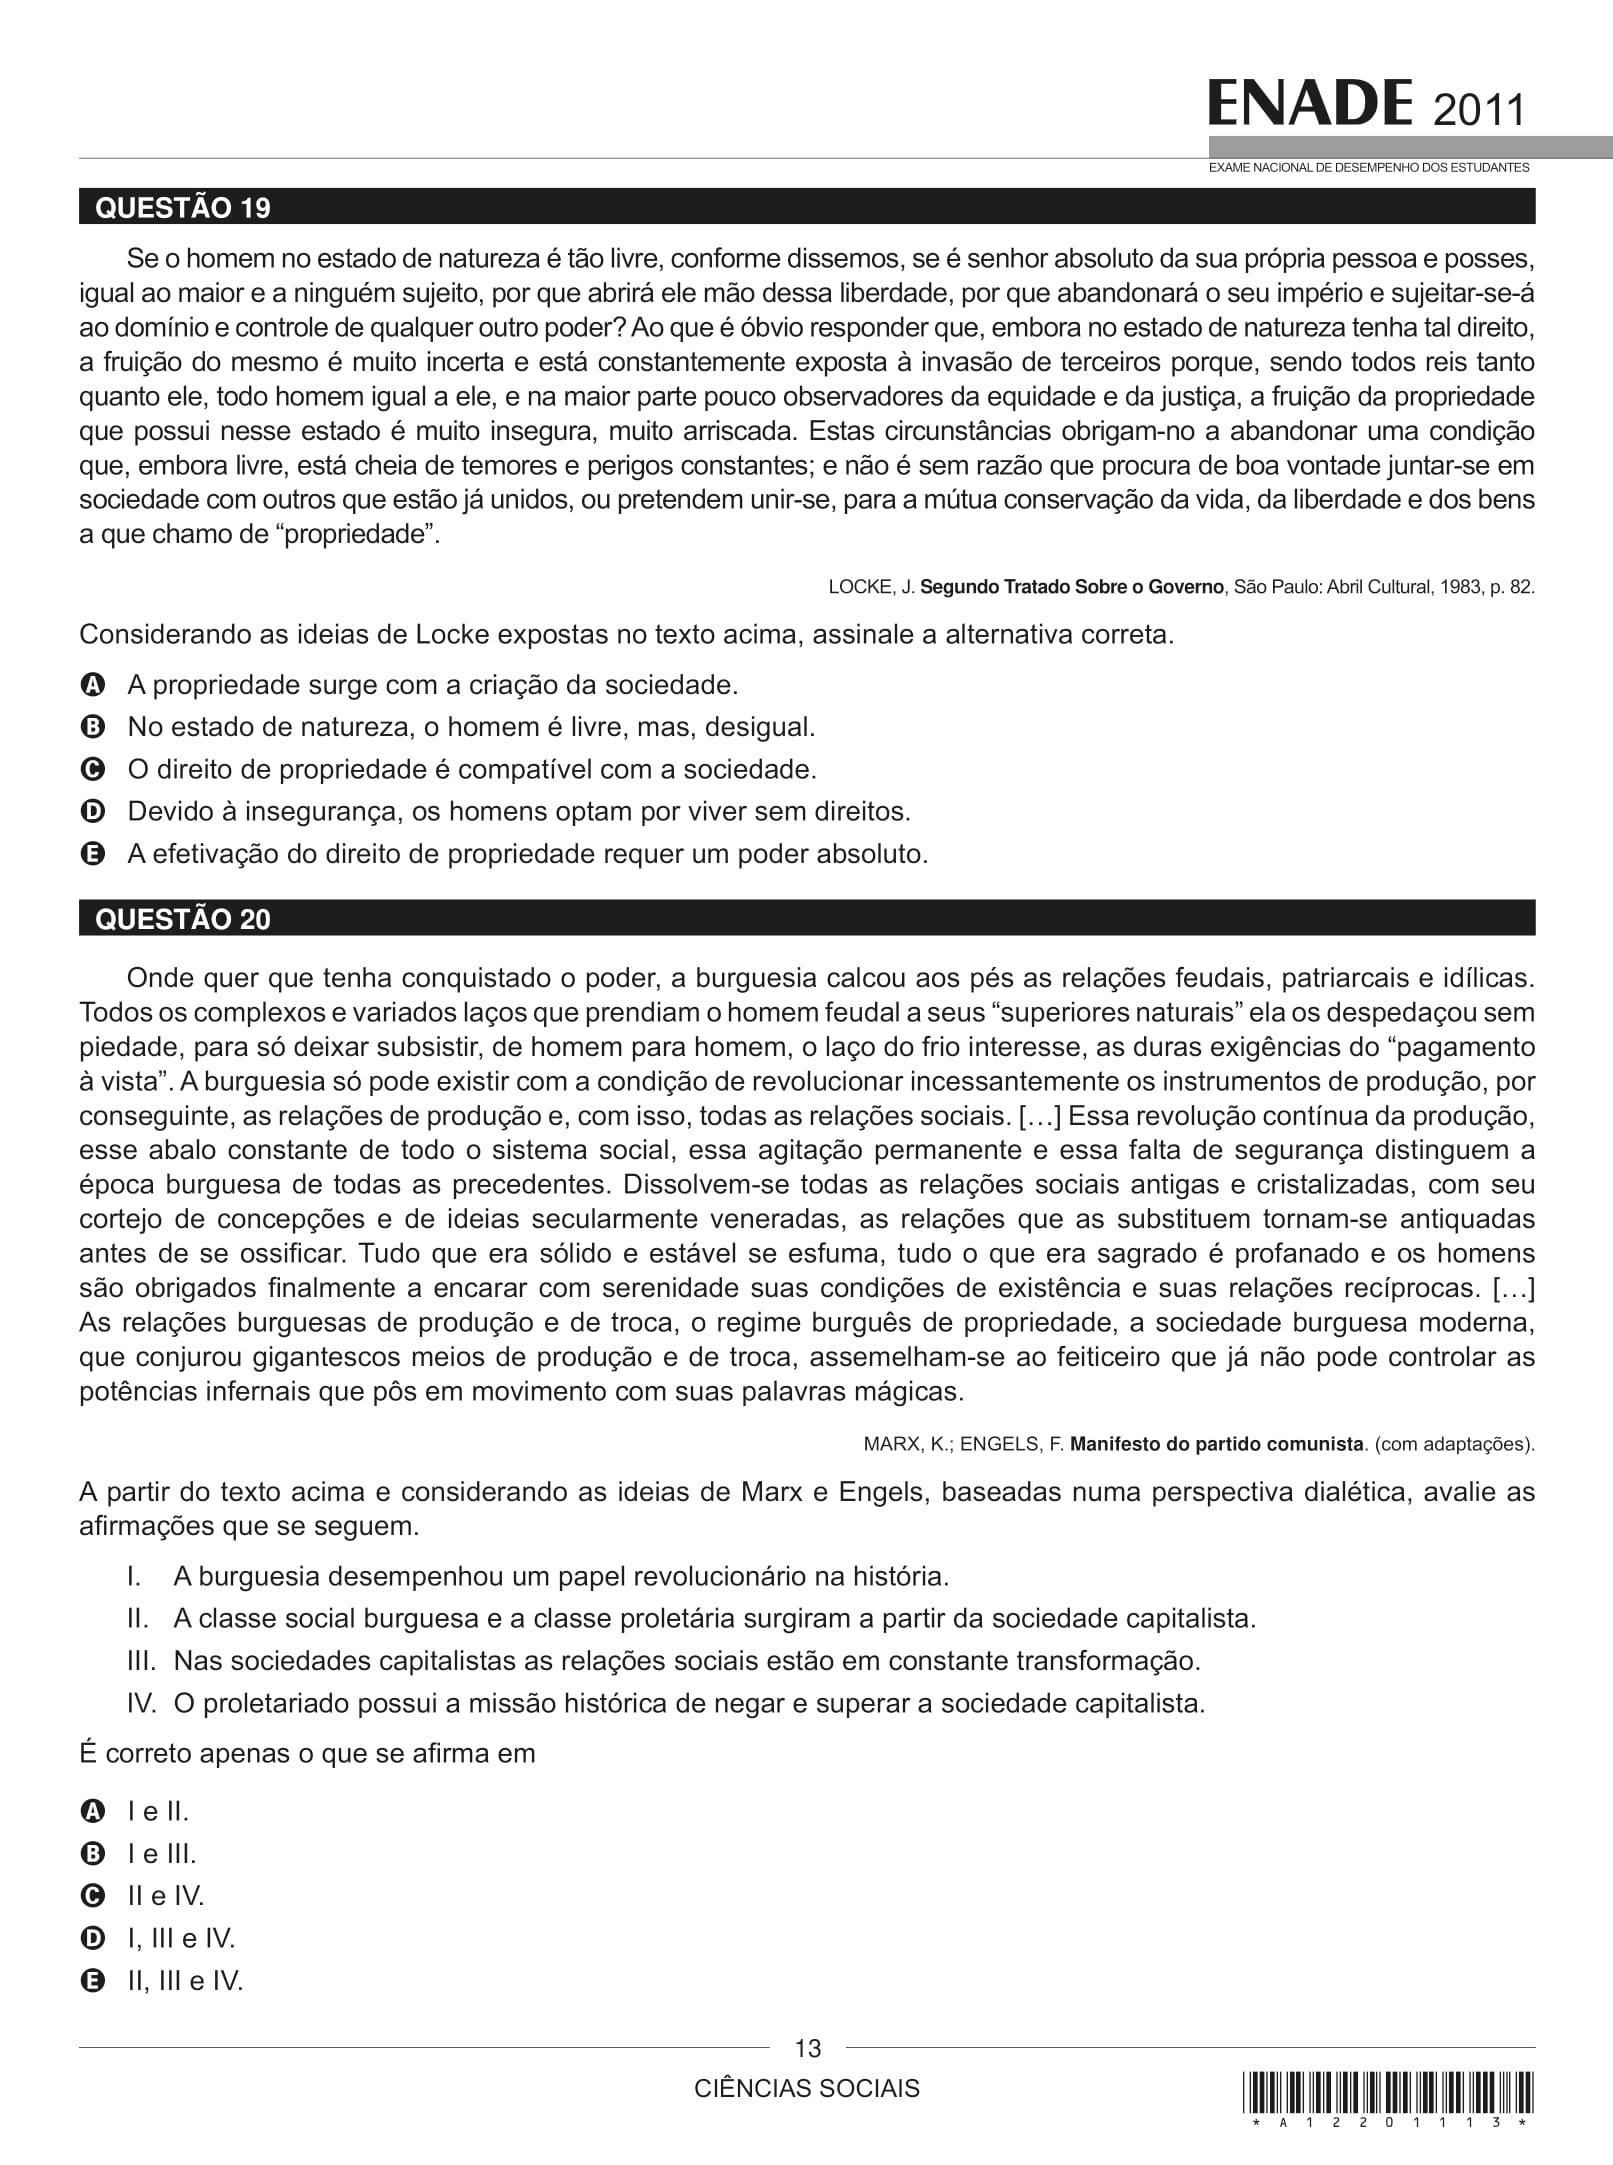 ENADE 2011
EXAME NACIONAL DE DESEMPENHO DOS ESTUDANTES
QUESTÃO 19
Se o homem no estado de natureza é tão livre, conforme dissemos, se é senhor absoluto da sua própria pessoa e posses,
igual ao maior e a ninguém sujeito, por que abrirá ele mão dessa liberdade, por que abandonará o seu império e sujeitar-se-á
ao domínio e controle de qualquer outro poder? Ao que é óbvio responder que, embora no estado de natureza tenha tal direito,
a fruição do mesmo é muito incerta e está constantemente exposta à invasão de terceiros porque, sendo todos reis tanto
quanto ele, todo homem igual a ele, e na maior parte pouco observadores da equidade e da justiça, a fruição da propriedade
que possui nesse estado é muito insegura, muito arriscada. Estas circunstâncias obrigam-no a abandonar uma condição
que, embora livre, está cheia de temores e perigos constantes; e não é sem razão que procura de boa vontade juntar-se em
sociedade com outros que estão já unidos, ou pretendem unir-se, para a mútua conservação da vida, da liberdade e dos bens
a que chamo de “propriedade”.
LOCKE, J. Segundo Tratado Sobre o Governo, São Paulo: Abril Cultural, 1983, p. 82.
Considerando as ideias de Locke expostas no texto acima, assinale a alternativa correta.
A A propriedade surge com a criação da sociedade.
B No estado de natureza, o homem é livre, mas, desigual.
C O direito de propriedade é compatível com a sociedade.
D Devido à insegurança, os homens optam por viver sem direitos.
E A efetivação do direito de propriedade requer um poder absoluto.
QUESTÃO 20
Onde quer que tenha conquistado o poder, a burguesia calcou aos pés as relações feudais, patriarcais e idílicas.
Todos os complexos e variados laços que prendiam o homem feudal a seus “superiores naturais” ela os despedaçou sem
piedade, para só deixar subsistir, de homem para homem, o laço do frio interesse, as duras exigências do “pagamento
à vista”. A burguesia só pode existir com a condição de revolucionar incessantemente os instrumentos de produção, por
conseguinte, as relações de produção e, com isso, todas as relações sociais. […] Essa revolução contínua da produção,
esse abalo constante de todo o sistema social, essa agitação permanente e essa falta de segurança distinguem a
época burguesa de todas as precedentes. Dissolvem-se todas as relações sociais antigas e cristalizadas, com seu
cortejo de concepções e de ideias secularmente veneradas, as relações que as substituem tornam-se antiquadas
antes de se ossificar. Tudo que era sólido e estável se esfuma, tudo o que era sagrado é profanado e os homens
são obrigados finalmente a encarar com serenidade suas condições de existência e suas relações recíprocas. […]
As relações burguesas de produção e de troca, o regime burguês de propriedade, a sociedade burguesa moderna,
que conjurou gigantescos meios de produção e de troca, assemelham-se ao feiticeiro que já não pode controlar as
potências infernais que pôs em movimento com suas palavras mágicas.
MARX, K.; ENGELS, F. Manifesto do partido comunista. (com adaptações).
A partir do texto acima e considerando as ideias de Marx e Engels, baseadas numa perspectiva dialética, avalie as
afirmações que se seguem.
I. A burguesia desempenhou um papel revolucionário na história.
II. A classe social burguesa e a classe proletária surgiram a partir da sociedade capitalista.
III. Nas sociedades capitalistas as relações sociais estão em constante transformação.
IV. O proletariado possui a missão histórica de negar e superar a sociedade capitalista.
É correto apenas o que se afirma em
A I e II.
B I e III.
C II e IV.
D I, III e IV.
E II, III e IV.
13
CIÊNCIAS SOCIAIS
* A 1 2 2 0 1 1 1 3 *